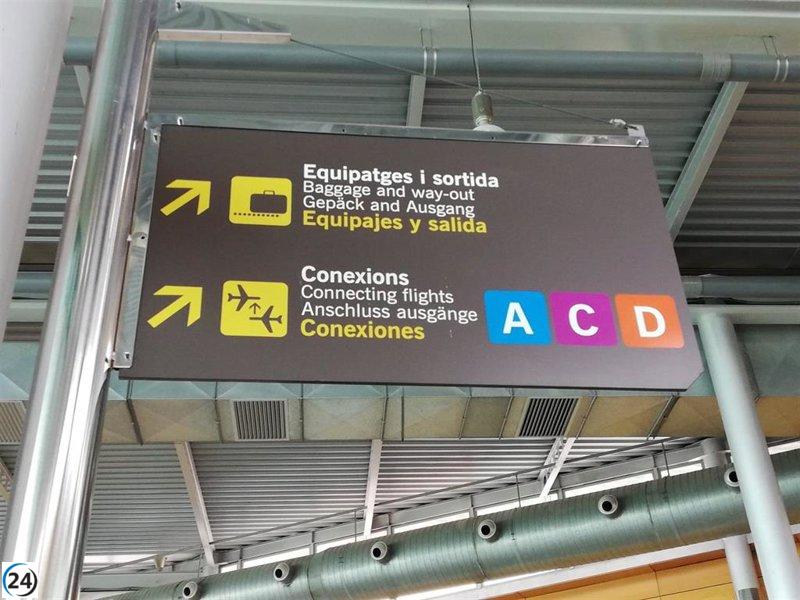 Equipatges i sortida
Baggage and way-out
Gepäck and Ausgang
Equipajes y salida
Conexions
Connecting flights
Anschluss ausgänge
Conexiones
A C D
24